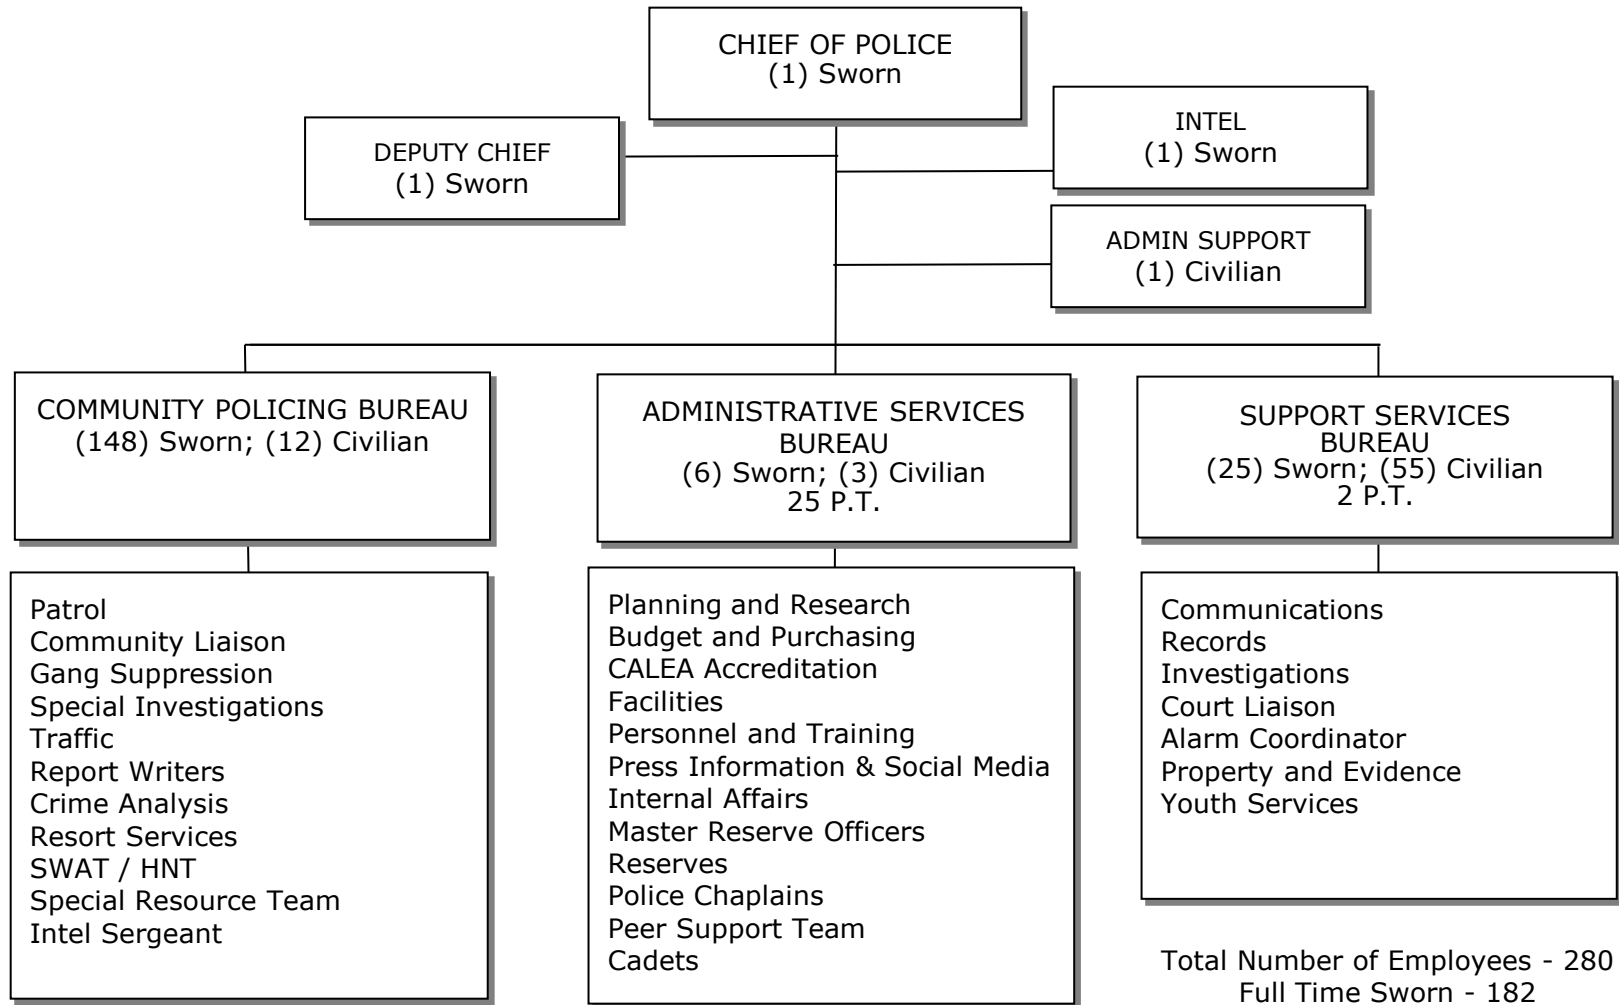 CHIEF OF POLICE
(1) Sworn
DEPUTY CHIEF
(1) Sworn
INTEL
(1) Sworn
ADMIN SUPPORT
(1) Civilian
COMMUNITY POLICING BUREAU
(148) Sworn; (12) Civilian
ADMINISTRATIVE SERVICES
BUREAU
(6) Sworn; (3) Civilian
25 P.T.
SUPPORT SERVICES
BUREAU
(25) Sworn; (55) Civilian
2 P.T.
Patrol
Community Liaison
Gang Suppression
Special Investigations
Traffic
Report Writers
Crime Analysis
Resort Services
SWAT / HNT
Special Resource Team
Intel Sergeant
Planning and Research
Budget and Purchasing
CALEA Accreditation
Facilities
Personnel and Training
Press Information & Social Media
Internal Affairs
Master Reserve Officers
Reserves
Police Chaplains
Peer Support Team
Cadets
Communications
Records
Investigations
Court Liaison
Alarm Coordinator
Property and Evidence
Youth Services
Total Number of Employees - 280
Full Time Sworn - 182